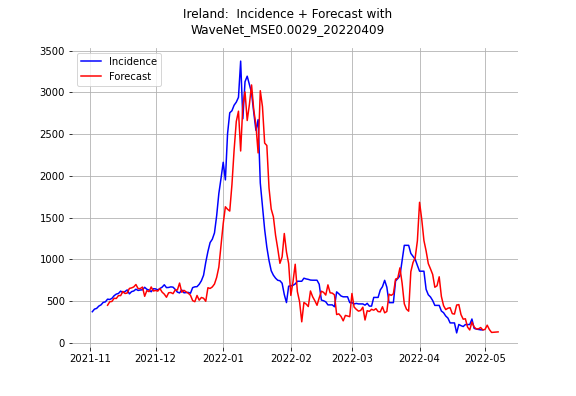 Ireland:  Incidence + Forecast with
WaveNet_MSE0.0029_20220409
Incidence
Forecast
3500
3000
2500
2000
1500
1000
500
0
2021-11 2021-12 2022-01 2022-02 2022-03 2022-04 2022-05